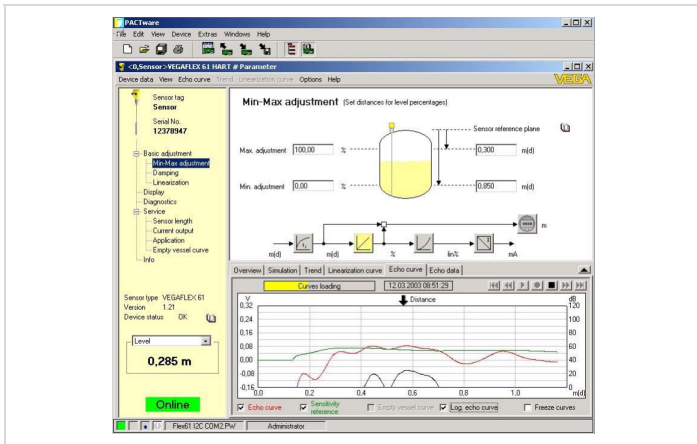 PACTware
File Edit View Device Extras Windows Help
<0,Sensor>VEGAFLEX 61 HART # Parameter
Device data View Echo curve Trend Linearization curve Options Help
VEGA
Sensor tag
Sensor
Serial No.
12378947
Basic adjustment
Min-Max adjustment
Damping
Linearization
Display
Diagnostics
Service
Sensor length
Current output
Application
Empty vessel curve
Info
Sensor type VEGAFLEX 61
Version 1.21
Device status OK
Level
0,285 m
Online
Min-Max adjustment (Set distances for level percentages)
Sensor reference plane
Max. adjustment 100,00 % 0,300 m(d)
Min. adjustment 0,00 % 0,850 m(d)
m
m(d) m(d) % lin% mA
Overview Simulation Trend Linearization curve Echo curve Echo data
Curves loading 12.03.2003 08:51:29
V Distance dB
0,32 120
0,24 100
0,16 80
0,08 60
0,00 40
-0,08 20
-0,16 0
0,0 0,2 0,4 0,6 0,8 1,0 m(d)
Echo curve Sensitivity reference Empty vessel curve Log. echo curve Freeze curves
Flex61 I2C COM2.PW Administrator